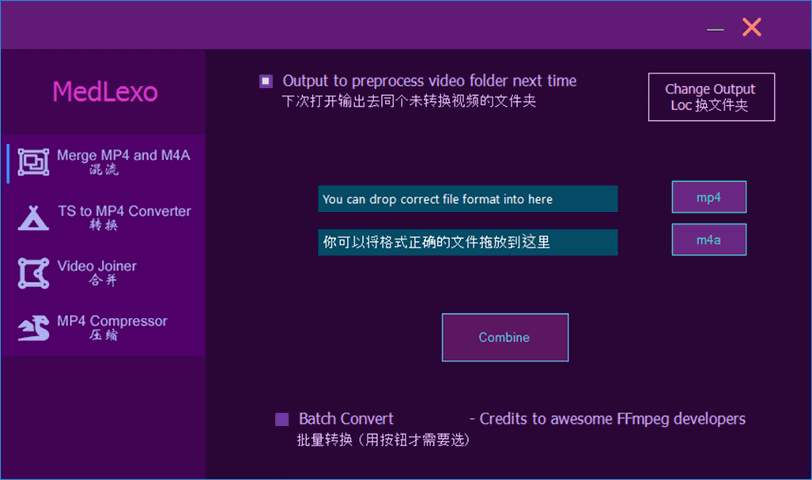 MedLexo
Merge MP4 and M4A
混流
TS to MP4 Converter
转换
Video Joiner
合并
MP4 Compressor
压缩
Output to preprocess video folder next time
下次打开输出去同个未转换视频的文件夹
Change Output
Loc 换文件夹
You can drop correct file format into here
mp4
你可以将格式正确的文件拖放到这里
m4a
Combine
Batch Convert
- Credits to awesome FFmpeg developers
批量转换（用按钮才需要选）